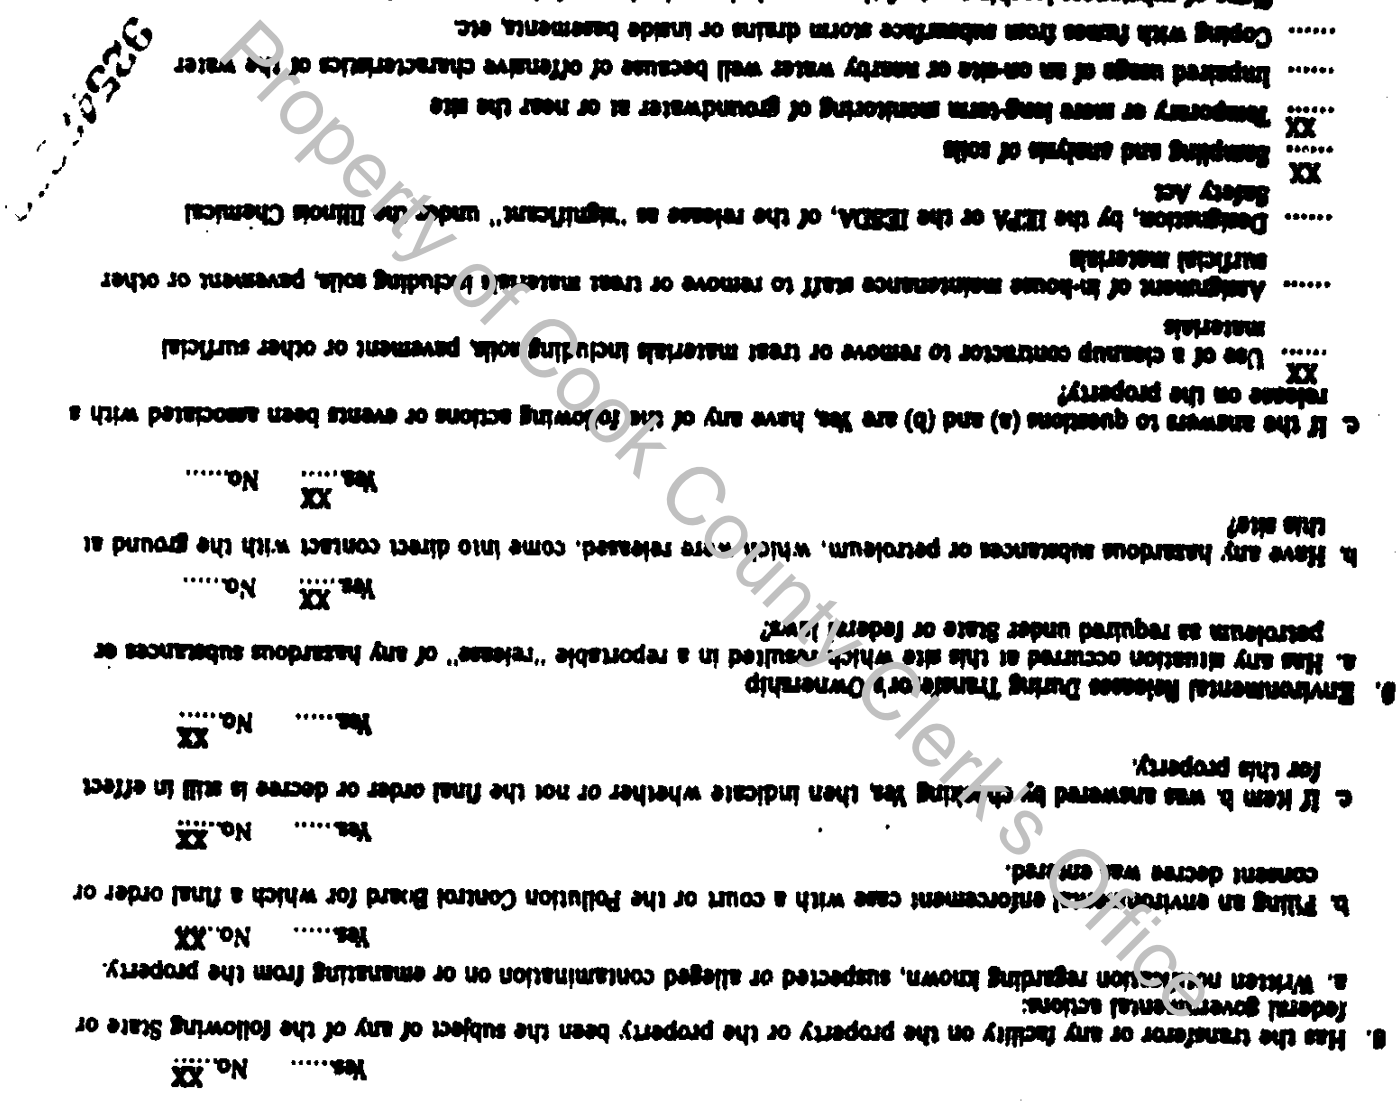 Yes...... No...XX
8. Has the transferor or any facility on the property or the property been the subject of any of the following State or
federal governmental actions:
a. Written notification regarding known, suspected or alleged contamination on or emanating from the property.
Yes...... No..XX
b. Filing an environmental enforcement case with a court or the Pollution Control Board for which a final order or
consent decree was entered.
Yes...... No...XX
c. If item b. was answered by checking Yes, then indicate whether or not the final order or decree is still in effect
for this property.
Yes...... No...XX
9. Environmental Releases During Transferor's Ownership
a. Has any situation occurred at this site which resulted in a reportable "release" of any hazardous substances or
petroleum as required under State or federal laws?
Yes...XX No......
b. Have any hazardous substances or petroleum, which were released, come into direct contact with the ground at
this site?
Yes...XX No......
c. If the answers to questions (a) and (b) are Yes, have any of the following actions or events been associated with a
release on the property?
XX Use of a cleanup contractor to remove or treat materials including soils, pavement or other surficial
materials
...... Assignment of in-house maintenance staff to remove or treat materials including soils, pavement or other
surficial materials
...... Designation, by the IEPA or the IESDA, of the release as "significant" under the Illinois Chemical
Safety Act
XX Sampling and analysis of soils
XX Temporary or more long-term monitoring of groundwater at or near the site
...... Impaired usage of an on-site or nearby water well because of offensive characteristics of the water
...... Coping with fumes from subsurface storm drains or inside basements, etc.
Property of Cook County Clerk's Office